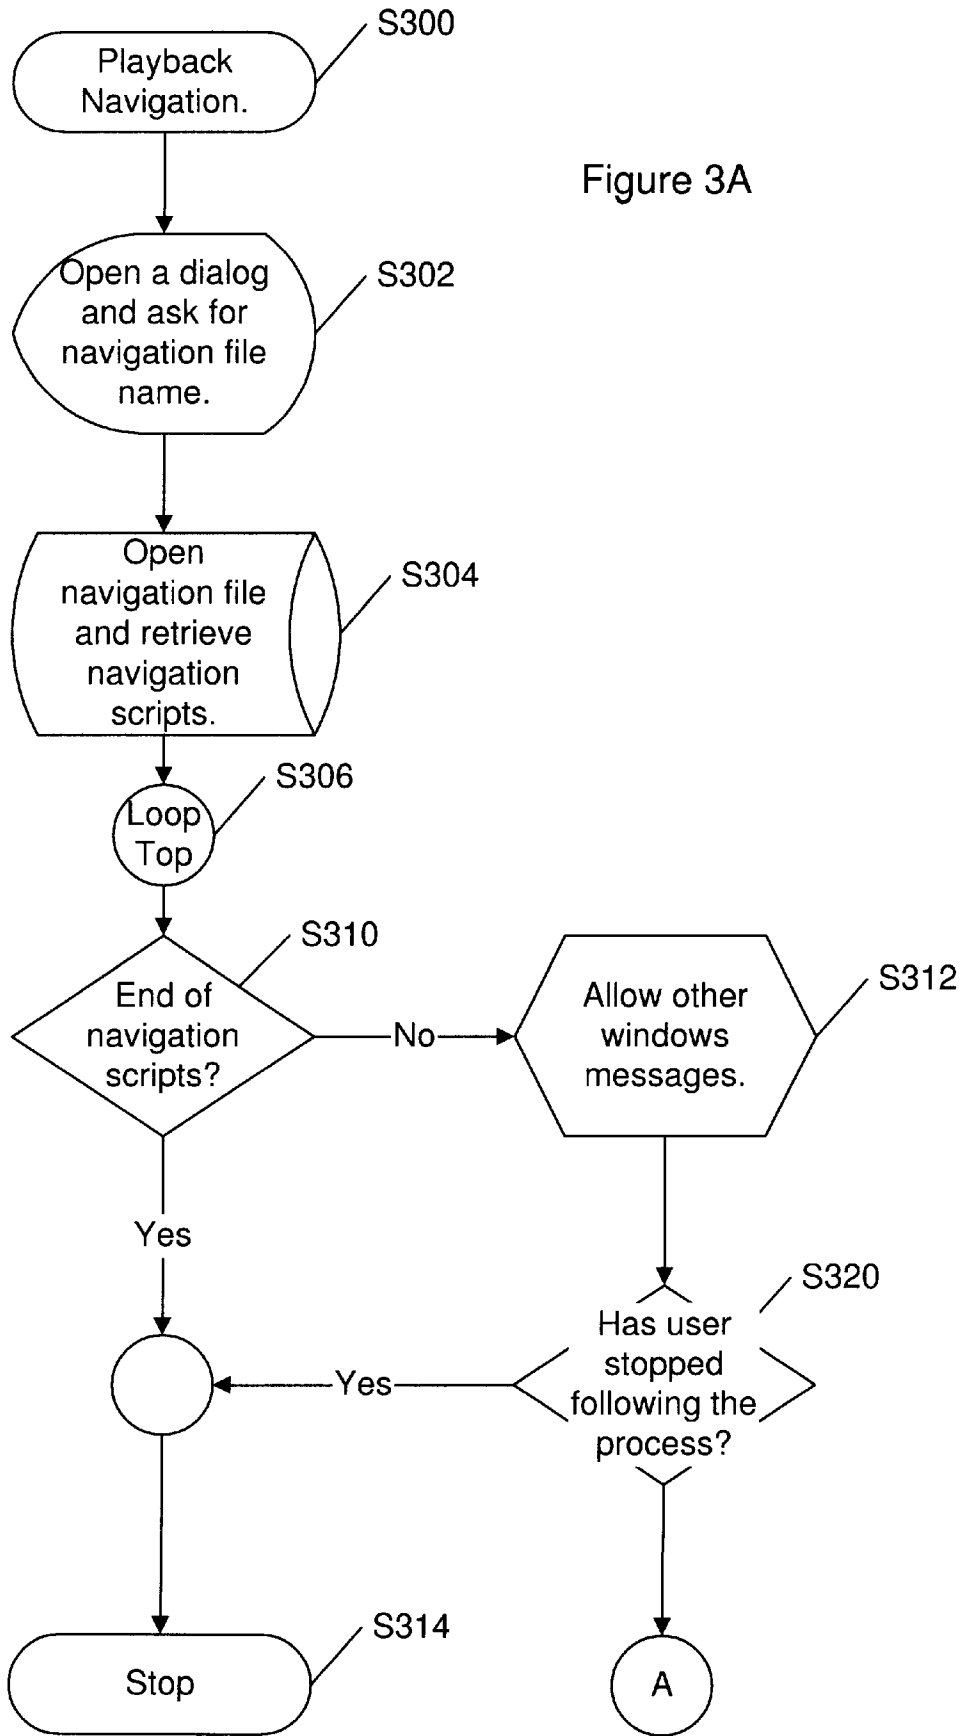 S300
Playback
Navigation.
Figure 3A
S302
Open a dialog
and ask for
navigation file
name.
S304
Open
navigation file
and retrieve
navigation
scripts.
S306
Loop
Top
S310
End of
navigation
scripts?
No
S312
Allow other
windows
messages.
Yes
S320
Has user
stopped
following the
process?
Yes
S314
Stop
A